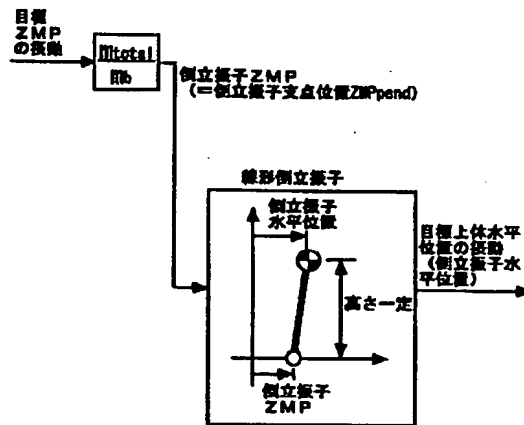 目標
ZMP
の摂動
mtotal
mb
倒立振子ZMP
(＝倒立振子支点位置ZMPpend)
線形倒立振子
倒立振子
水平位置
高さ一定
倒立振子
ZMP
目標上体水平
位置の摂動
(倒立振子水
平位置)